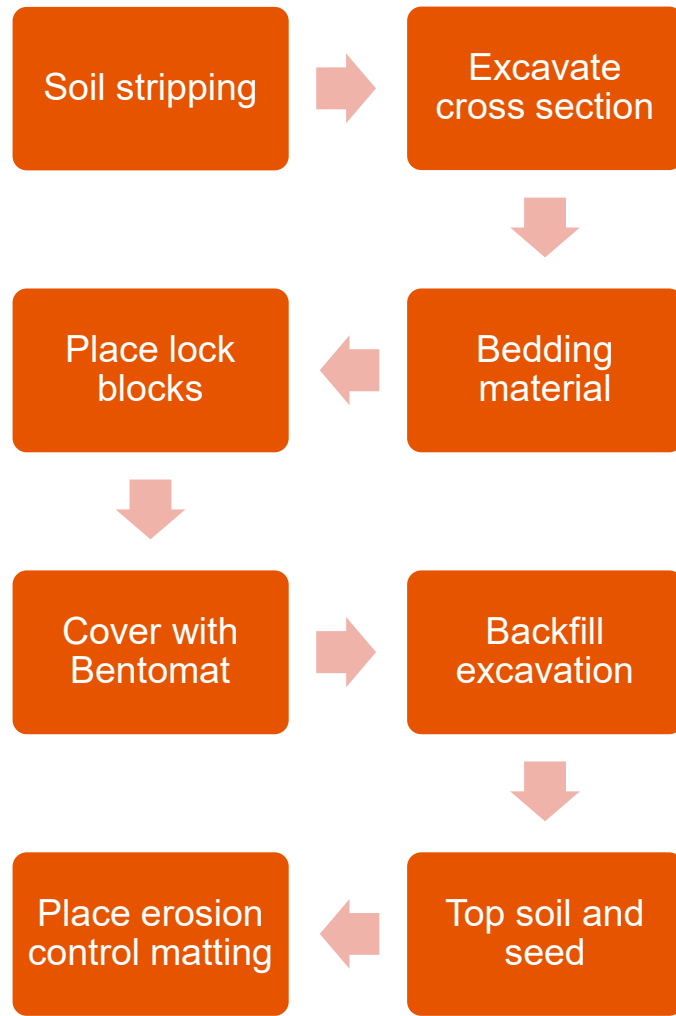 Soil stripping
Excavate
cross section
Bedding
material
Place lock
blocks
Cover with
Bentomat
Backfill
excavation
Top soil and
seed
Place erosion
control matting